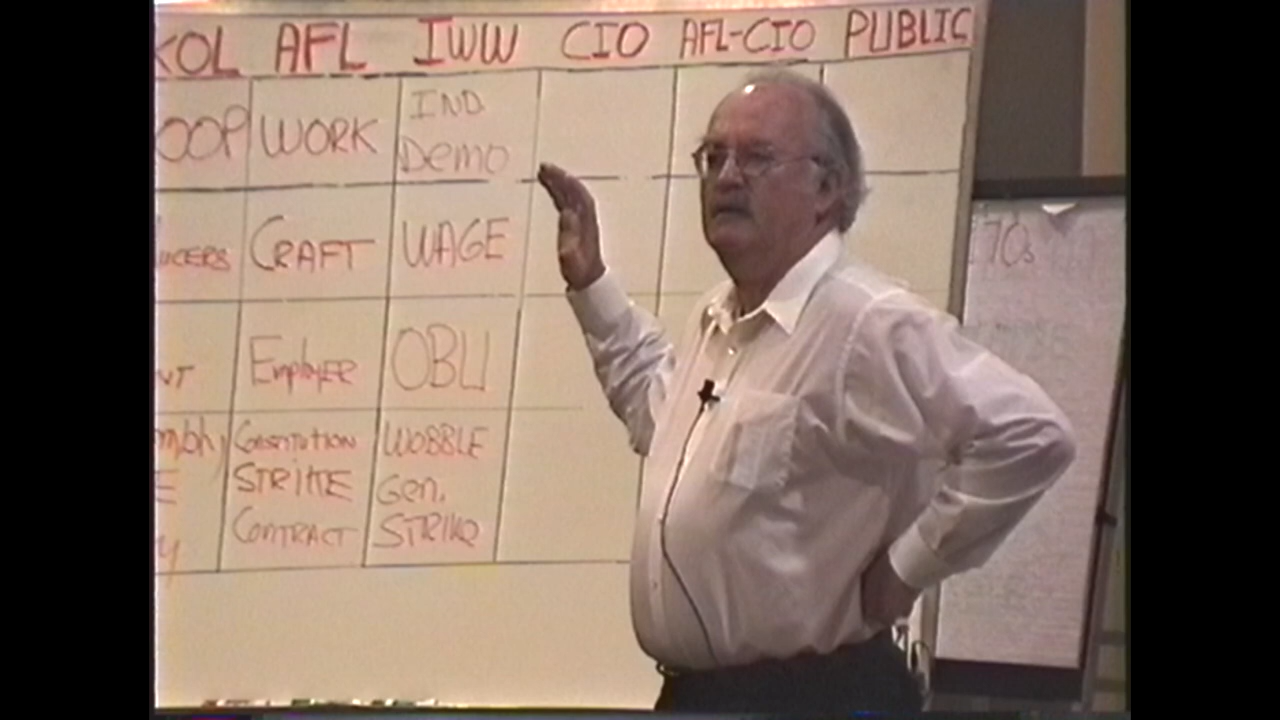 KOL AFL IWW CIO AFL-CIO PUBLIC
OOP WORK IND
Demo
UCERS CRAFT WAGE
NT Employer OBU
Constitution WOBBLE
E STRIKE Gen.
CONTRACT STRIKE
70s